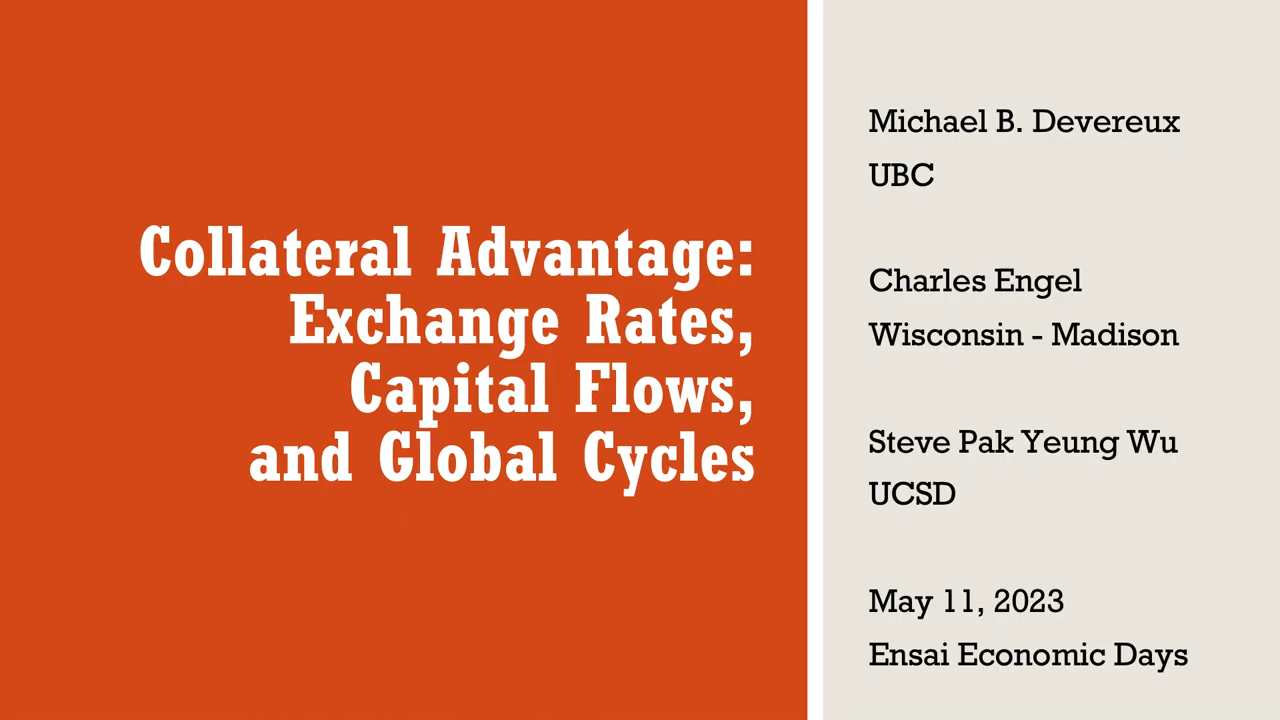 Collateral Advantage:
Exchange Rates,
Capital Flows,
and Global Cycles
Michael B. Devereux
UBC
Charles Engel
Wisconsin - Madison
Steve Pak Yeung Wu
UCSD
May 11, 2023
Ensai Economic Days